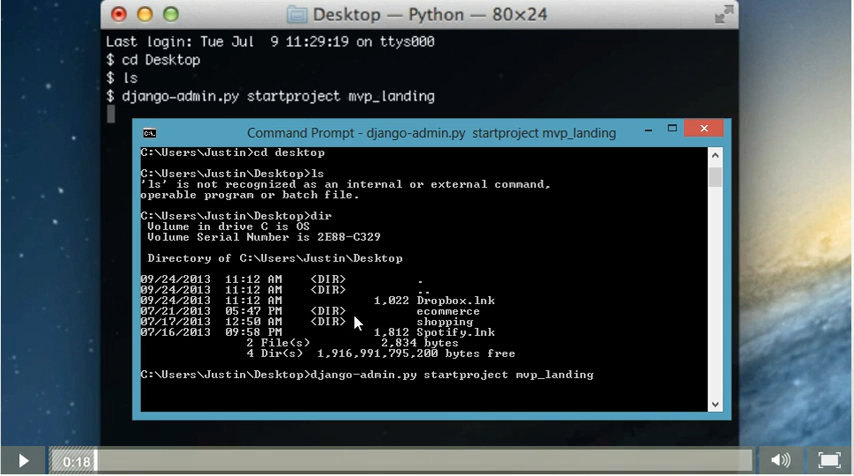 Desktop — Python — 80×24
Last login: Tue Jul  9 11:29:19 on ttys000
$ cd Desktop
$ ls
$ django-admin.py startproject mvp_landing
Command Prompt - django-admin.py  startproject mvp_landing
C:\Users\Justin>cd desktop
C:\Users\Justin\Desktop>ls
'ls' is not recognized as an internal or external command,
operable program or batch file.
C:\Users\Justin\Desktop>dir
Volume in drive C is OS
Volume Serial Number is 2E88-C329
Directory of C:\Users\Justin\Desktop
09/24/2013  11:12 AM    <DIR>          .
09/24/2013  11:12 AM    <DIR>          ..
09/24/2013  11:12 AM             1,022 Dropbox.lnk
07/21/2013  05:47 PM    <DIR>          ecommerce
07/17/2013  12:50 AM    <DIR>          shopping
07/16/2013  09:58 PM             1,812 Spotify.lnk
2 File(s)          2,834 bytes
4 Dir(s)  1,916,991,795,200 bytes free
C:\Users\Justin\Desktop>django-admin.py startproject mvp_landing
0:18